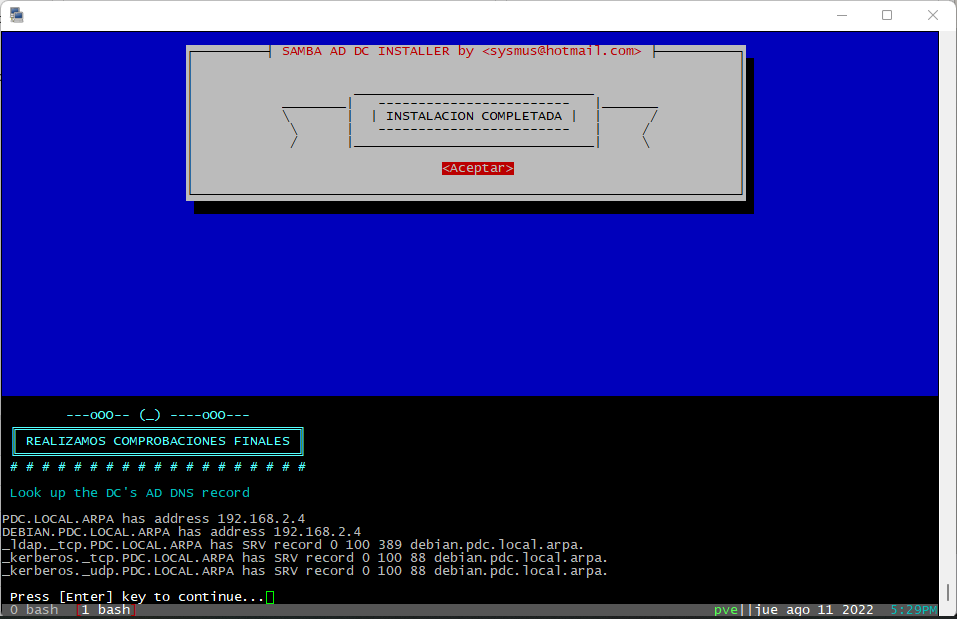 SAMBA AD DC INSTALLER by <sysmus@hotmail.com>
INSTALACION COMPLETADA
<Aceptar>
---oOO-- (_) ----oOO---
REALIZAMOS COMPROBACIONES FINALES
# # # # # # # # # # # # # # # # # # #
Look up the DC's AD DNS record
PDC.LOCAL.ARPA has address 192.168.2.4
DEBIAN.PDC.LOCAL.ARPA has address 192.168.2.4
_ldap._tcp.PDC.LOCAL.ARPA has SRV record 0 100 389 debian.pdc.local.arpa.
_kerberos._tcp.PDC.LOCAL.ARPA has SRV record 0 100 88 debian.pdc.local.arpa.
_kerberos._udp.PDC.LOCAL.ARPA has SRV record 0 100 88 debian.pdc.local.arpa.
Press [Enter] key to continue...
0 bash 1 bash pve||jue ago 11 2022 5:29PM